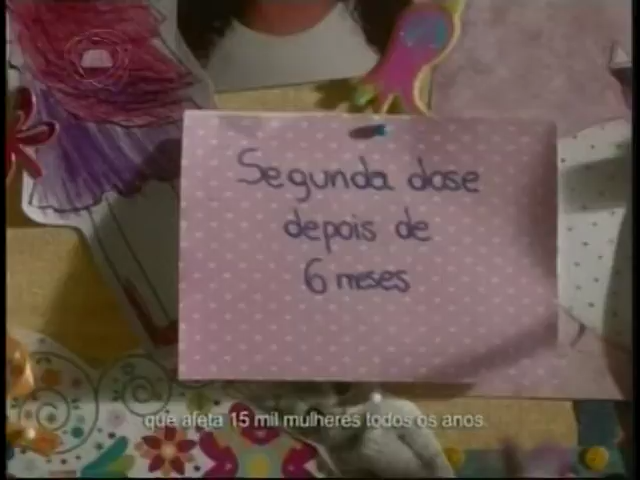 Segunda dose
depois de
6 meses
que afeta 15 mil mulheres todos os anos